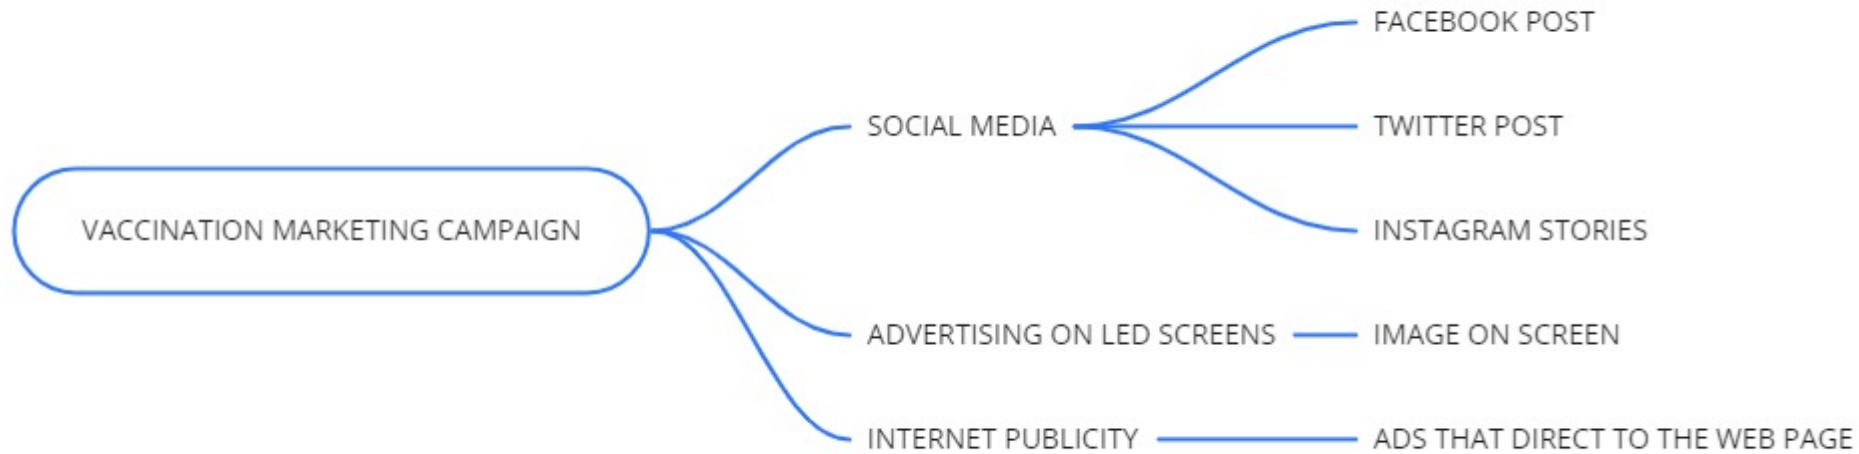 VACCINATION MARKETING CAMPAIGN
SOCIAL MEDIA
FACEBOOK POST
TWITTER POST
INSTAGRAM STORIES
ADVERTISING ON LED SCREENS
IMAGE ON SCREEN
INTERNET PUBLICITY
ADS THAT DIRECT TO THE WEB PAGE